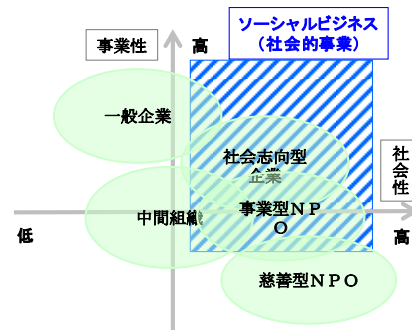 ソーシャルビジネス
（社会的事業）
事業性
高
一般企業
社会志向型
企業
社会性
中間組織
事業型ＮＰ
Ｏ
低
高
慈善型ＮＰＯ